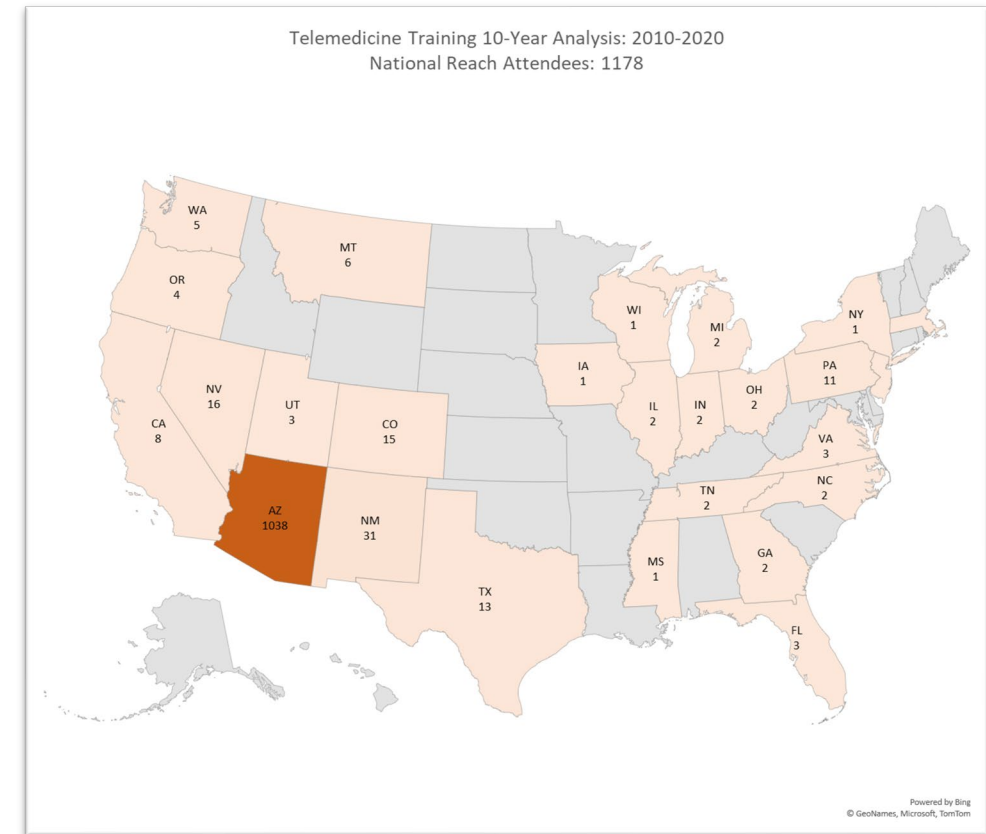 Telemedicine Training 10-Year Analysis: 2010-2020
National Reach Attendees: 1178
WA
5
MT
6
OR
4
WI
1
MI
2
NY
1
IA
1
PA
11
NV
16
UT
3
CO
15
IL
2
IN
2
OH
2
CA
8
VA
3
NC
2
TN
2
AZ
1038
NM
31
MS
1
GA
2
TX
13
FL
3
Powered by Bing
© GeoNames, Microsoft, TomTom